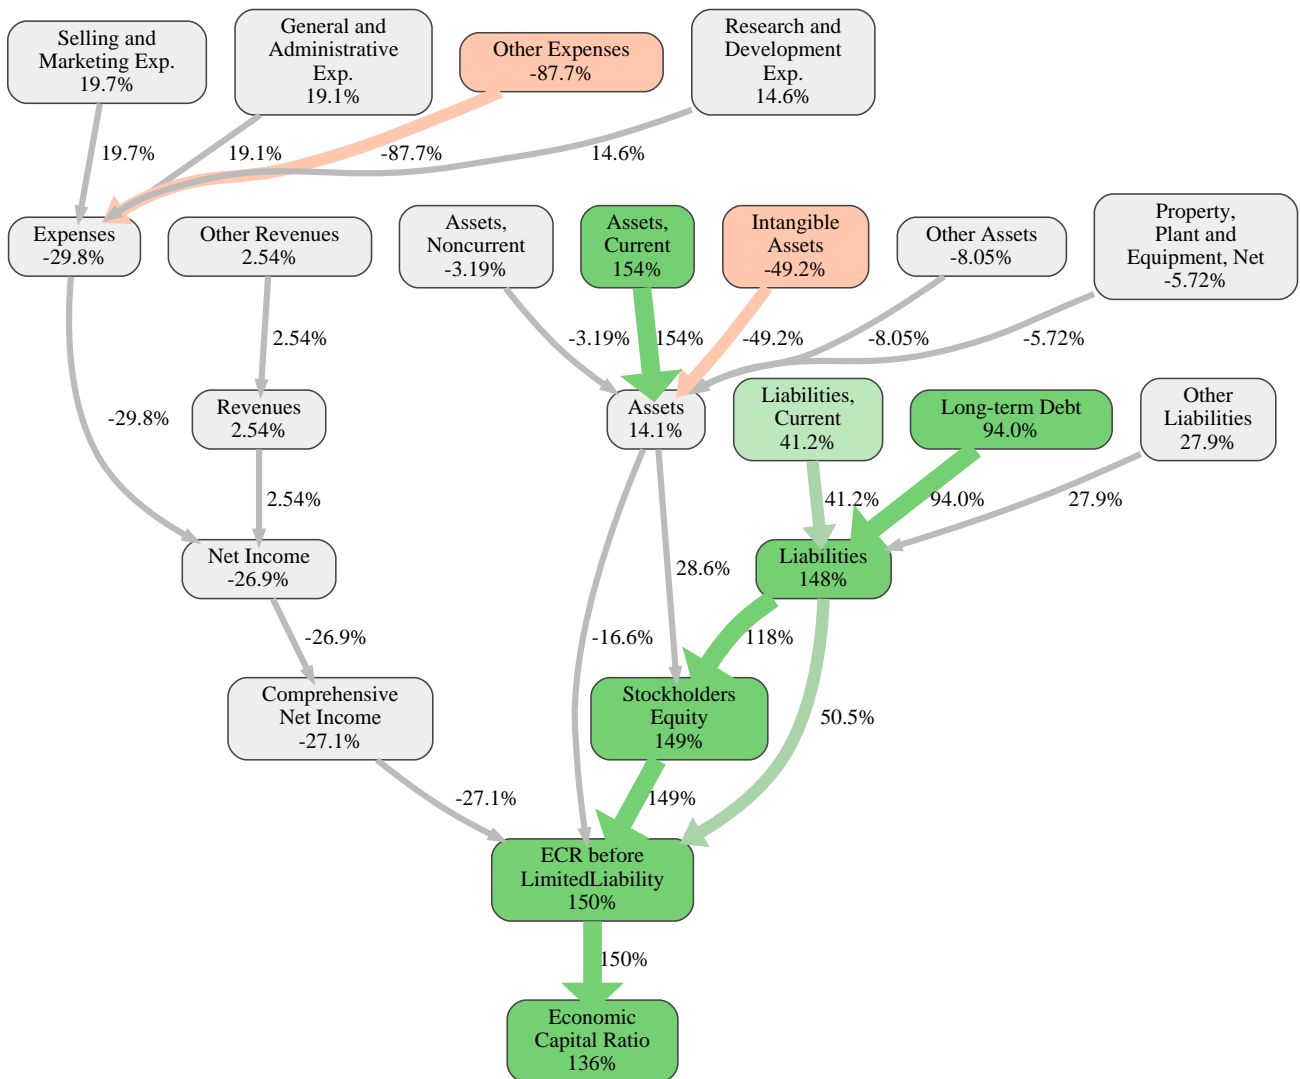 Selling and
Marketing Exp.
19.7%
General and
Administrative
Exp.
19.1%
Other Expenses
-87.7%
Research and
Development
Exp.
14.6%
19.7%
19.1%
-87.7%
14.6%
Expenses
-29.8%
Other Revenues
2.54%
Assets,
Noncurrent
-3.19%
Assets,
Current
154%
Intangible
Assets
-49.2%
Other Assets
-8.05%
Property,
Plant and
Equipment, Net
-5.72%
2.54%
-3.19%
154%
-49.2%
-8.05%
-5.72%
-29.8%
Revenues
2.54%
Assets
14.1%
Liabilities,
Current
41.2%
Long-term Debt
94.0%
Other
Liabilities
27.9%
2.54%
41.2%
94.0%
27.9%
Net Income
-26.9%
28.6%
Liabilities
148%
-26.9%
-16.6%
118%
Comprehensive
Net Income
-27.1%
Stockholders
Equity
149%
50.5%
-27.1%
149%
ECR before
LimitedLiability
150%
150%
Economic
Capital Ratio
136%